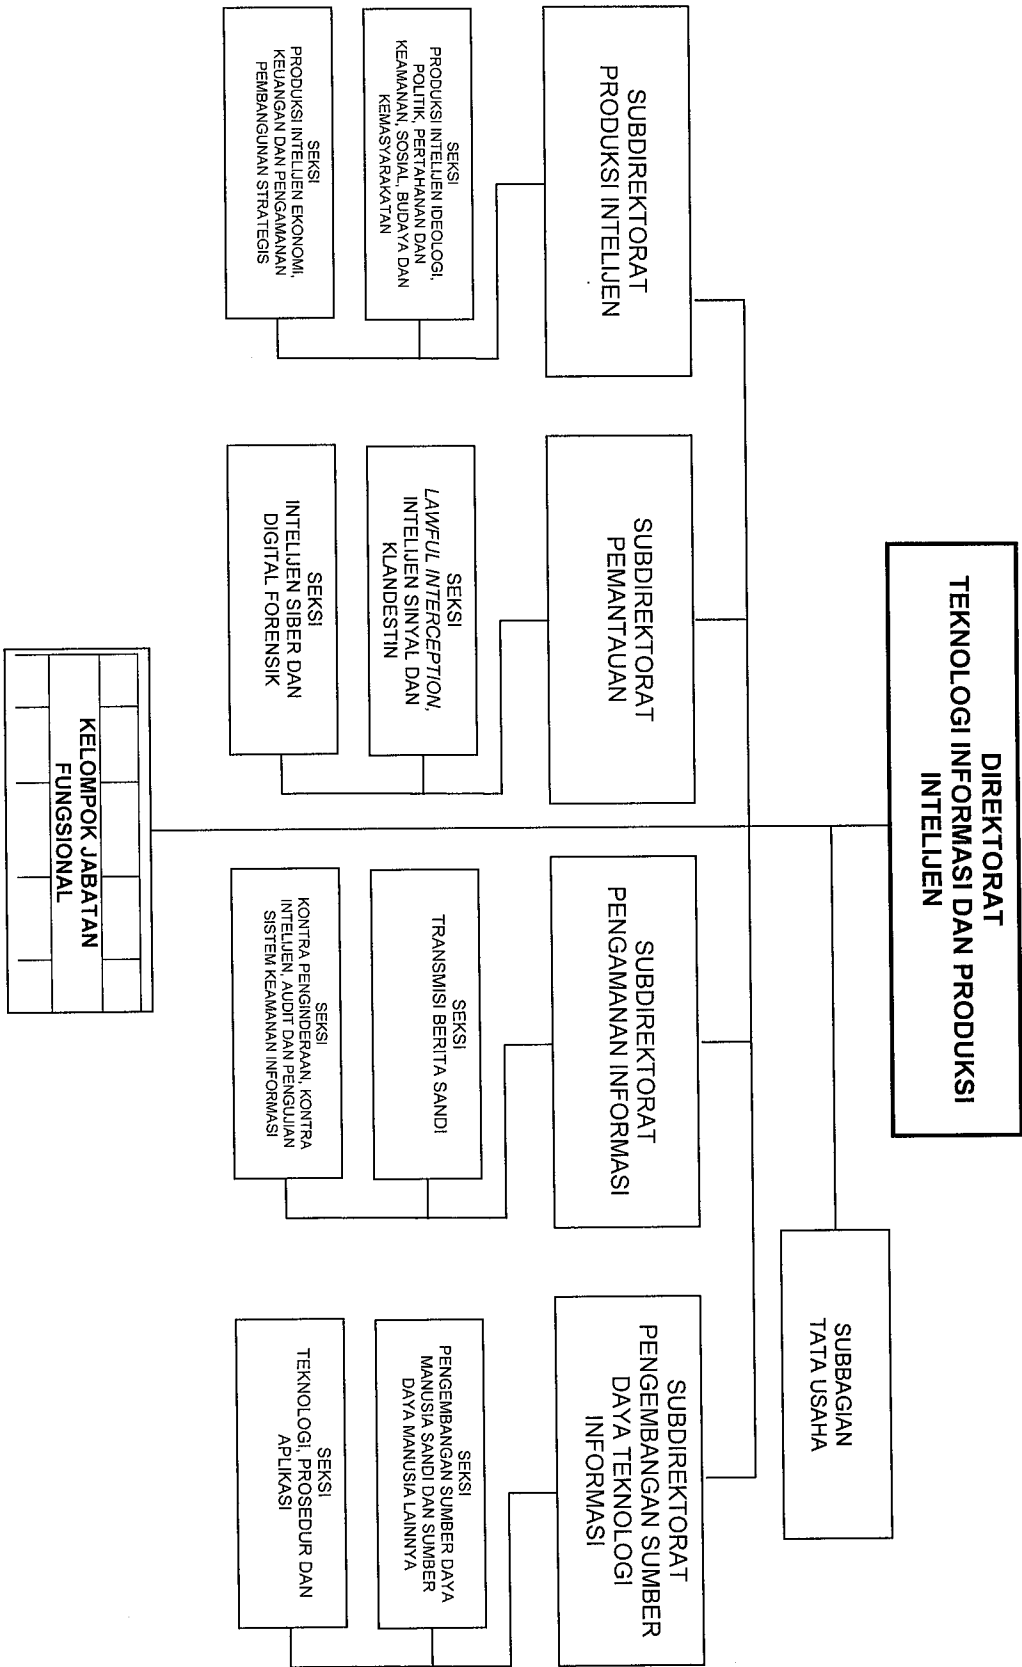 DIREKTORAT
TEKNOLOGI INFORMASI DAN PRODUKSI
INTELIJEN
SUBBAGIAN
TATA USAHA
SUBDIREKTORAT
PRODUKSI INTELIJEN
SEKSI
PRODUKSI INTELIJEN IDEOLOGI,
POLITIK, PERTAHANAN DAN
KEAMANAN, SOSIAL, BUDAYA DAN
KEMASYARAKATAN
SEKSI
PRODUKSI INTELIJEN EKONOMI,
KEUANGAN DAN PENGAMANAN
PEMBANGUNAN STRATEGIS
SUBDIREKTORAT
PEMANTAUAN
SEKSI
LAWFUL INTERCEPTION,
INTELIJEN SINYAL DAN
KLANDESTIN
SEKSI
INTELIJEN SIBER DAN
DIGITAL FORENSIK
SUBDIREKTORAT
PENGAMANAN INFORMASI
SEKSI
TRANSMISI BERITA SANDI
SEKSI
KONTRA PENGINDERAAN, KONTRA
INTELIJEN, AUDIT DAN PENGUJIAN
SISTEM KEAMANAN INFORMASI
SUBDIREKTORAT
PENGEMBANGAN SUMBER
DAYA TEKNOLOGI
INFORMASI
SEKSI
PENGEMBANGAN SUMBER DAYA
MANUSIA SANDI DAN SUMBER
DAYA MANUSIA LAINNYA
SEKSI
TEKNOLOGI, PROSEDUR DAN
APLIKASI
KELOMPOK JABATAN
FUNGSIONAL